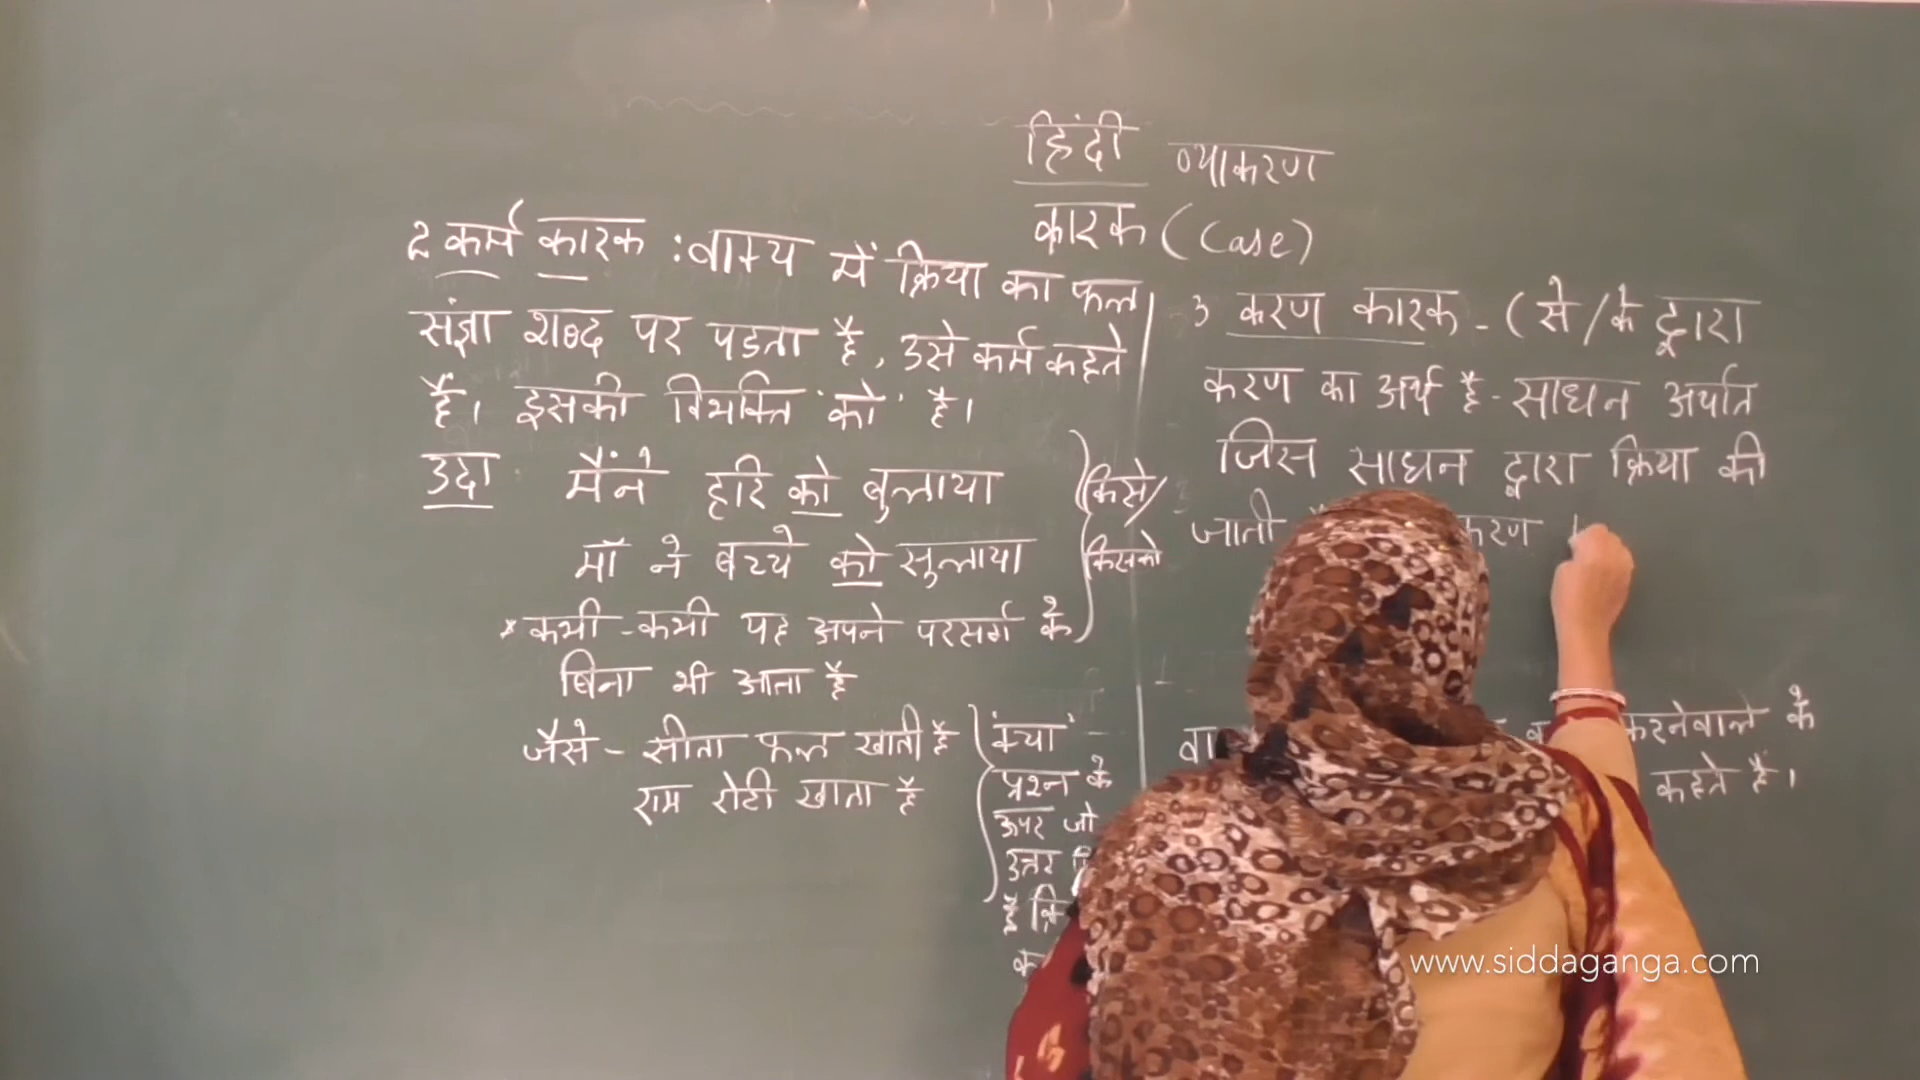 हिंदी व्याकरण
कारक (Case)
2 कर्म कारक : वाक्य में क्रिया का फल
संज्ञा शब्द पर पडता है, उसे कर्म कहते
हैं। इसकी विभक्ति 'को' है।
उदा मैंने हरि को बुलाया
माँ ने बच्चे को सुलाया
किसे/
किसको
* कभी-कभी यह अपने परसर्ग के
बिना भी आता है
जैसे - सीता फल खाती है
राम रोटी खाता है
'क्या' -
प्रश्न के
ऊपर जो
उत्तर
है
3 करण कारक - (से/के द्वारा
करण का अर्थ है - साधन अर्थात
जिस साधन द्वारा क्रिया की
जाती करण
करनेवाले के
कहते हैं।
www.siddaganga.com